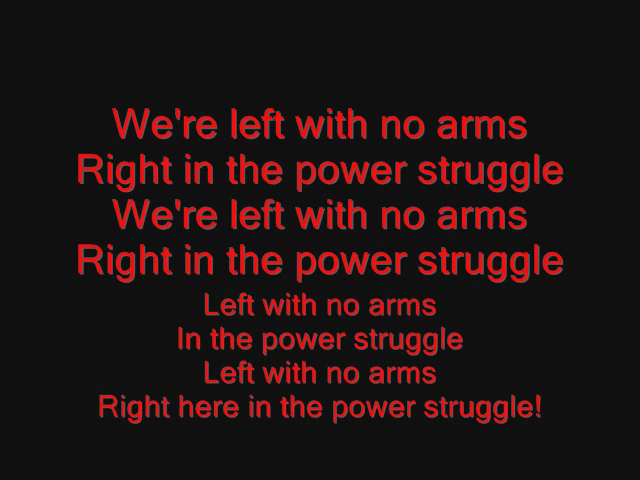 We're left with no arms
Right in the power struggle
We're left with no arms
Right in the power struggle
Left with no arms
In the power struggle
Left with no arms
Right here in the power struggle!